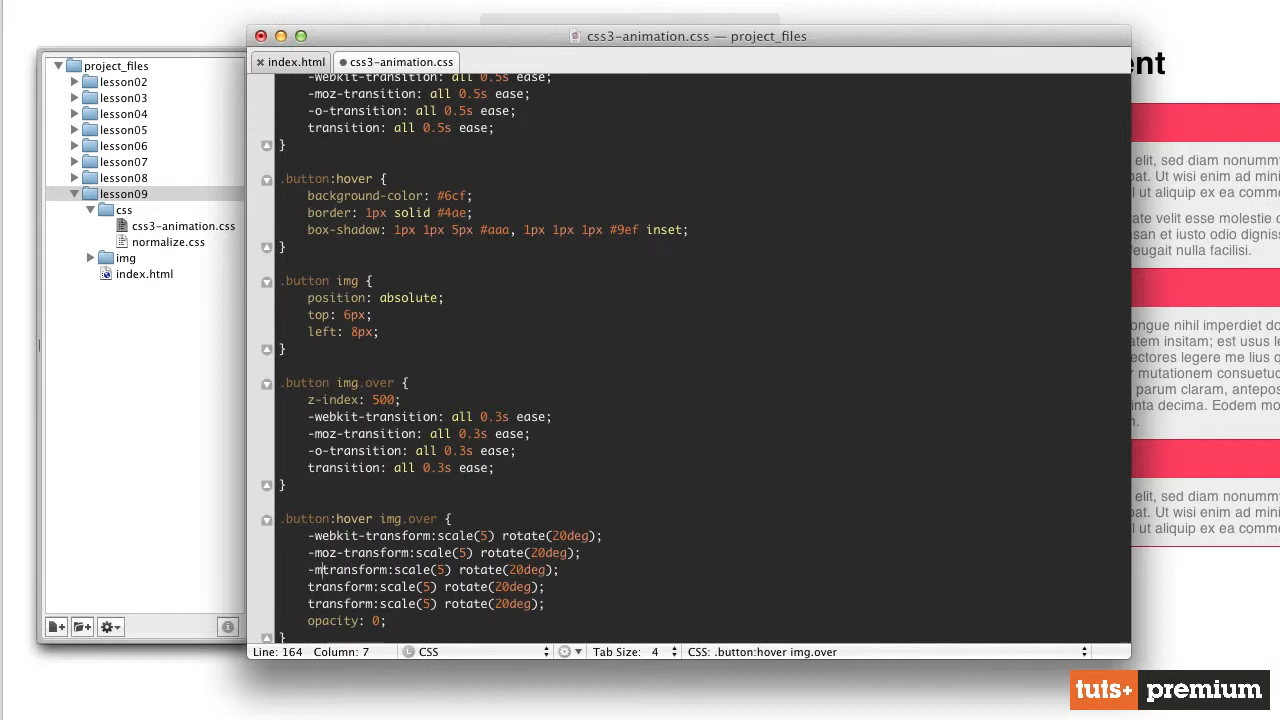 css3-animation.css — project_files
index.html
css3-animation.css
project_files
lesson02
lesson03
lesson04
lesson05
lesson06
lesson07
lesson08
lesson09
css
css3-animation.css
normalize.css
img
index.html
-webkit-transition: all 0.5s ease;
-moz-transition: all 0.5s ease;
-o-transition: all 0.5s ease;
transition: all 0.5s ease;
}
.button:hover {
background-color: #6cf;
border: 1px solid #4ae;
box-shadow: 1px 1px 5px #aaa, 1px 1px 1px #9ef inset;
}
.button img {
position: absolute;
top: 6px;
left: 8px;
}
.button img.over {
z-index: 500;
-webkit-transition: all 0.3s ease;
-moz-transition: all 0.3s ease;
-o-transition: all 0.3s ease;
transition: all 0.3s ease;
}
.button:hover img.over {
-webkit-transform:scale(5) rotate(20deg);
-moz-transform:scale(5) rotate(20deg);
-mtransform:scale(5) rotate(20deg);
transform:scale(5) rotate(20deg);
transform:scale(5) rotate(20deg);
opacity: 0;
}
Line: 164 Column: 7 L CSS Tab Size: 4 CSS: .button:hover img.over
ent
elit, sed diam nonummy
pat. Ut wisi enim ad mini
ut aliquip ex ea commo
ate velit esse molestie c
san et iusto odio digniss
feugait nulla facilisi.
ongue nihil imperdiet do
atem insitam; est usus le
ectores legere me lius q
r mutationem consuetud
parum claram, antepos
inta decima. Eodem mo
m.
elit, sed diam nonummy
pat. Ut wisi enim ad mini
ut aliquip ex ea commo
tuts+ premium